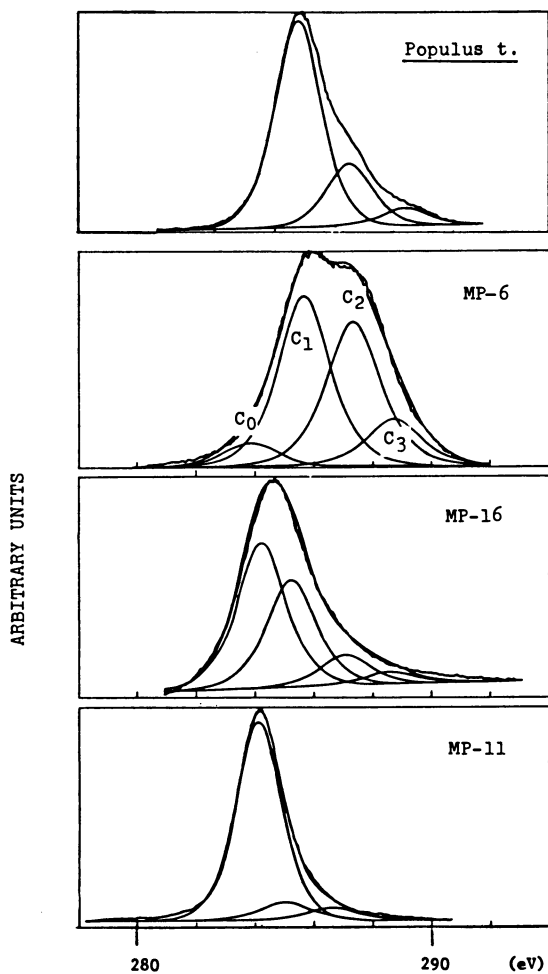 Populus t.
MP-6
C2
C1
C0
C3
MP-16
MP-11
ARBITRARY UNITS
280
290
(eV)